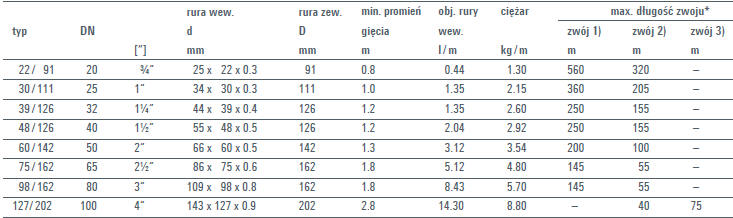 rura wew. rura zew. min. promień obj. rury ciężar max. długość zwoju*
typ DN d D gięcia wew. zwój 1) zwój 2) zwój 3)
[″] mm mm m l / m kg / m m m m
22 / 91 20 ¾″ 25 x 22 x 0.3 91 0.8 0.44 1.30 560 320 –
30 / 111 25 1″ 34 x 30 x 0.3 111 1.0 1.35 2.15 360 205 –
39 / 126 32 1¼″ 44 x 39 x 0.4 126 1.2 1.35 2.60 250 155 –
48 / 126 40 1½″ 55 x 48 x 0.5 126 1.2 2.04 2.92 250 155 –
60 / 142 50 2″ 66 x 60 x 0.5 142 1.3 3.12 3.54 200 100 –
75 / 162 65 2½″ 86 x 75 x 0.6 162 1.8 5.12 4.80 145 55 –
98 / 162 80 3″ 109 x 98 x 0.8 162 1.8 8.43 5.70 145 55 –
127 / 202 100 4″ 143 x 127 x 0.9 202 2.8 14.30 8.80 – 40 75